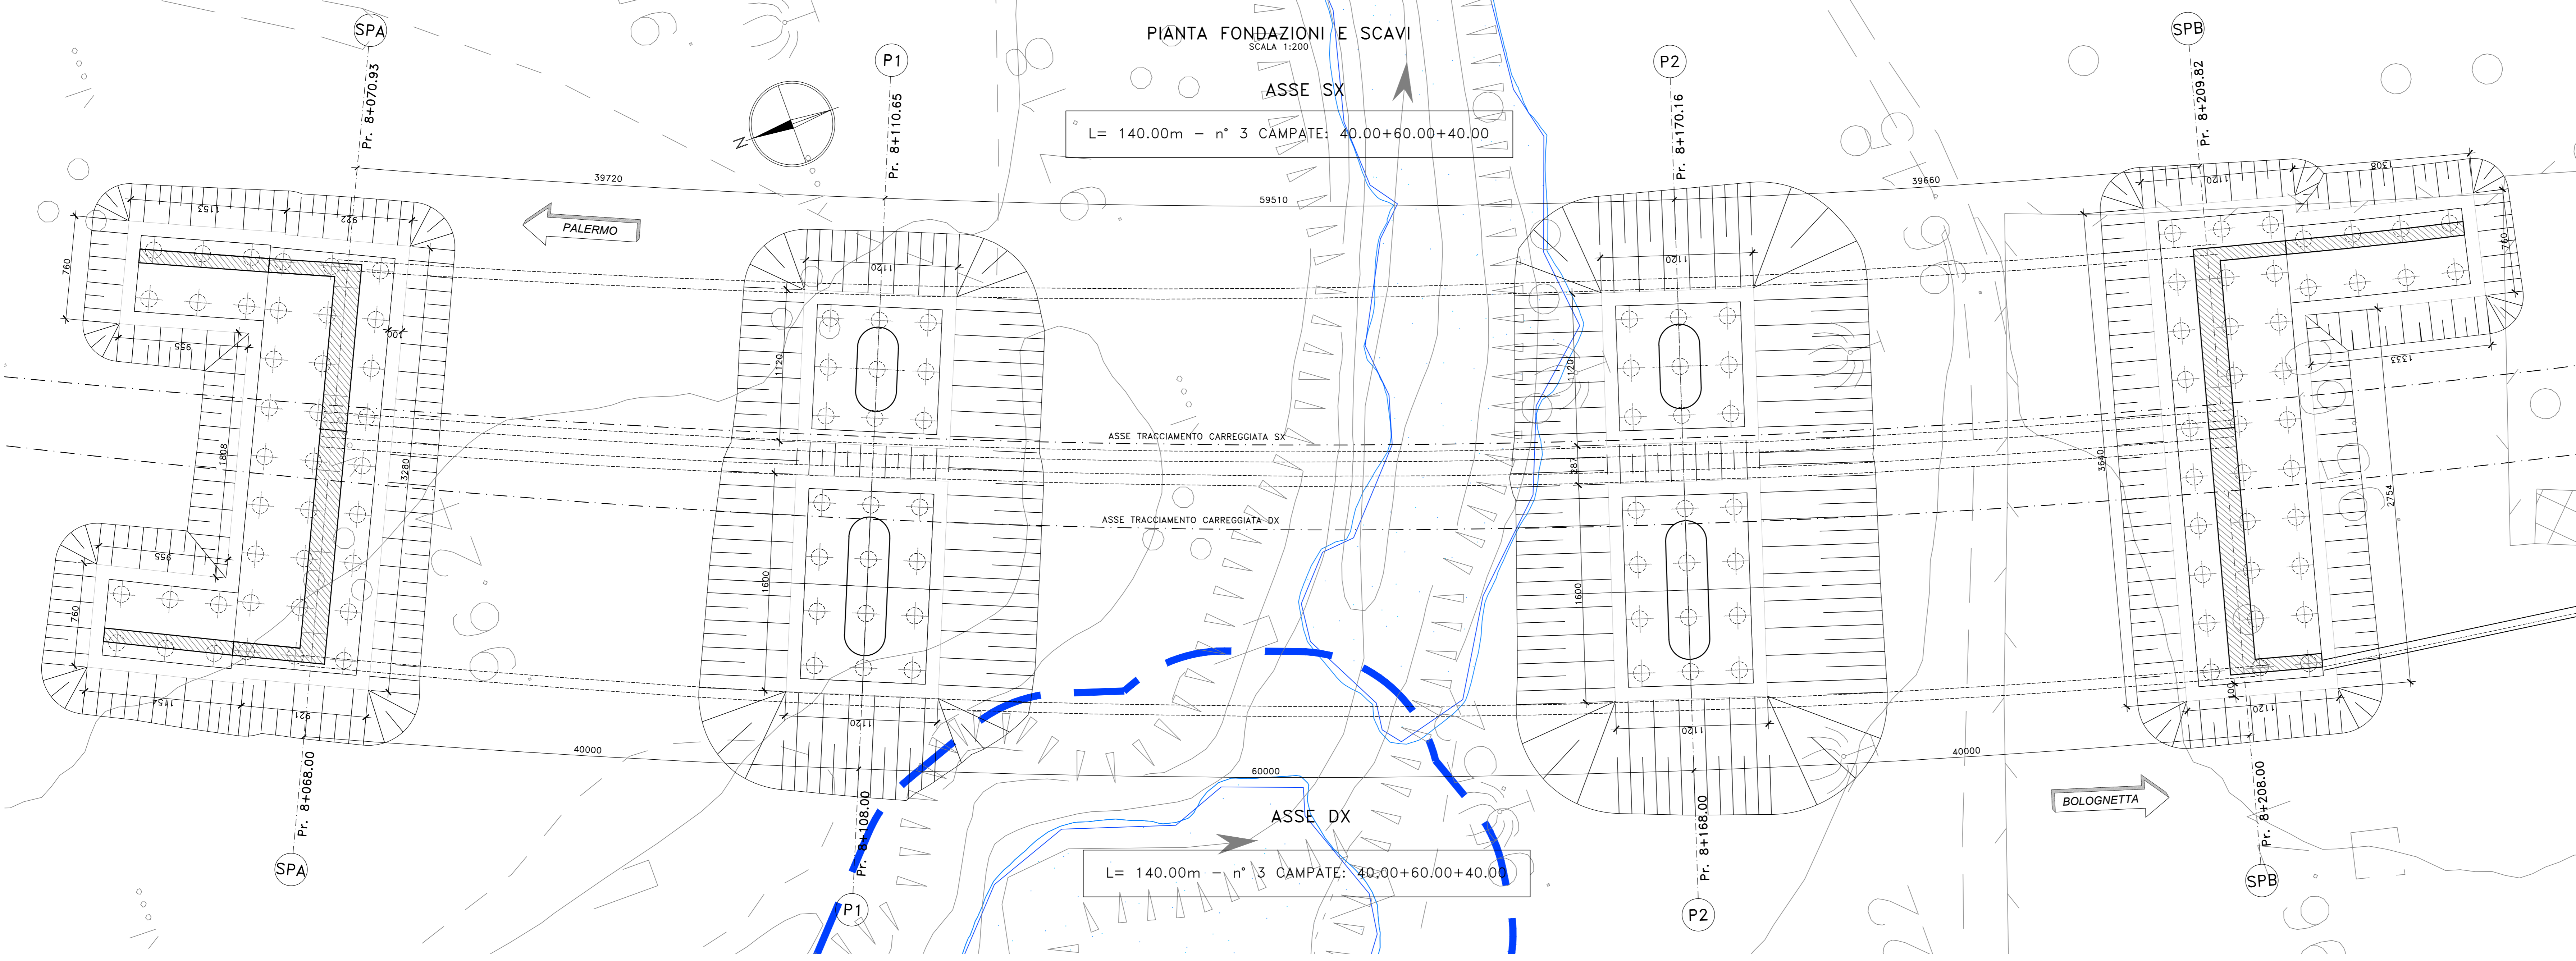 PIANTA FONDAZIONI E SCAVI
SCALA 1:200
ASSE SX
L= 140.00m - n° 3 CAMPATE: 40.00+60.00+40.00
SPA
Pr. 8+070.93
P1
Pr. 8+110.65
P2
Pr. 8+170.16
SPB
Pr. 8+209.82
N
39720
59510
39660
PALERMO
1153
922
760
100
955
1808
3280
955
760
1154
921
1120
1120
1600
1120
1120
1120
287
1600
1120
1120
1308
760
1333
3640
2754
100
1120
ASSE TRACCIAMENTO CARREGGIATA SX
ASSE TRACCIAMENTO CARREGGIATA DX
40000
60000
40000
BOLOGNETTA
ASSE DX
L= 140.00m - n° 3 CAMPATE: 40.00+60.00+40.00
Pr. 8+068.00
SPA
Pr. 8+108.00
P1
Pr. 8+168.00
P2
Pr. 8+208.00
SPB